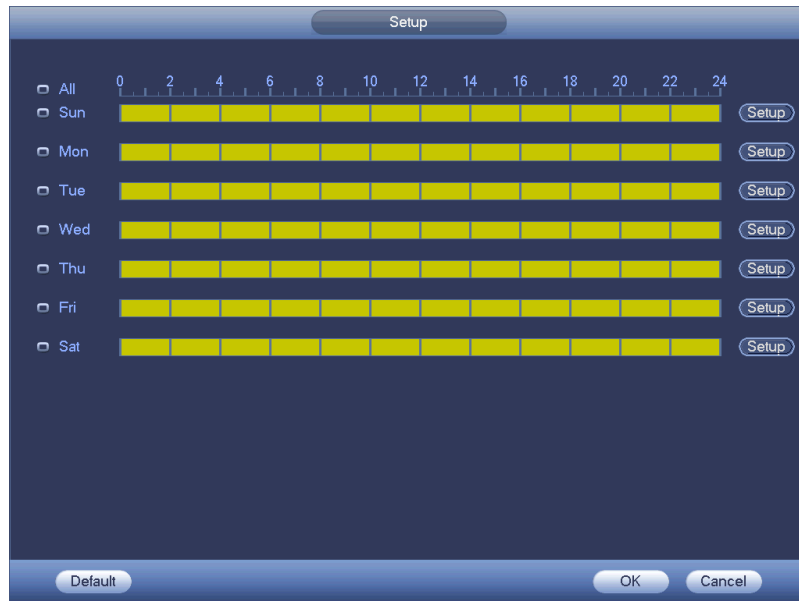 Setup
All 0 2 4 6 8 10 12 14 16 18 20 22 24
Sun Setup
Mon Setup
Tue Setup
Wed Setup
Thu Setup
Fri Setup
Sat Setup
Default OK Cancel